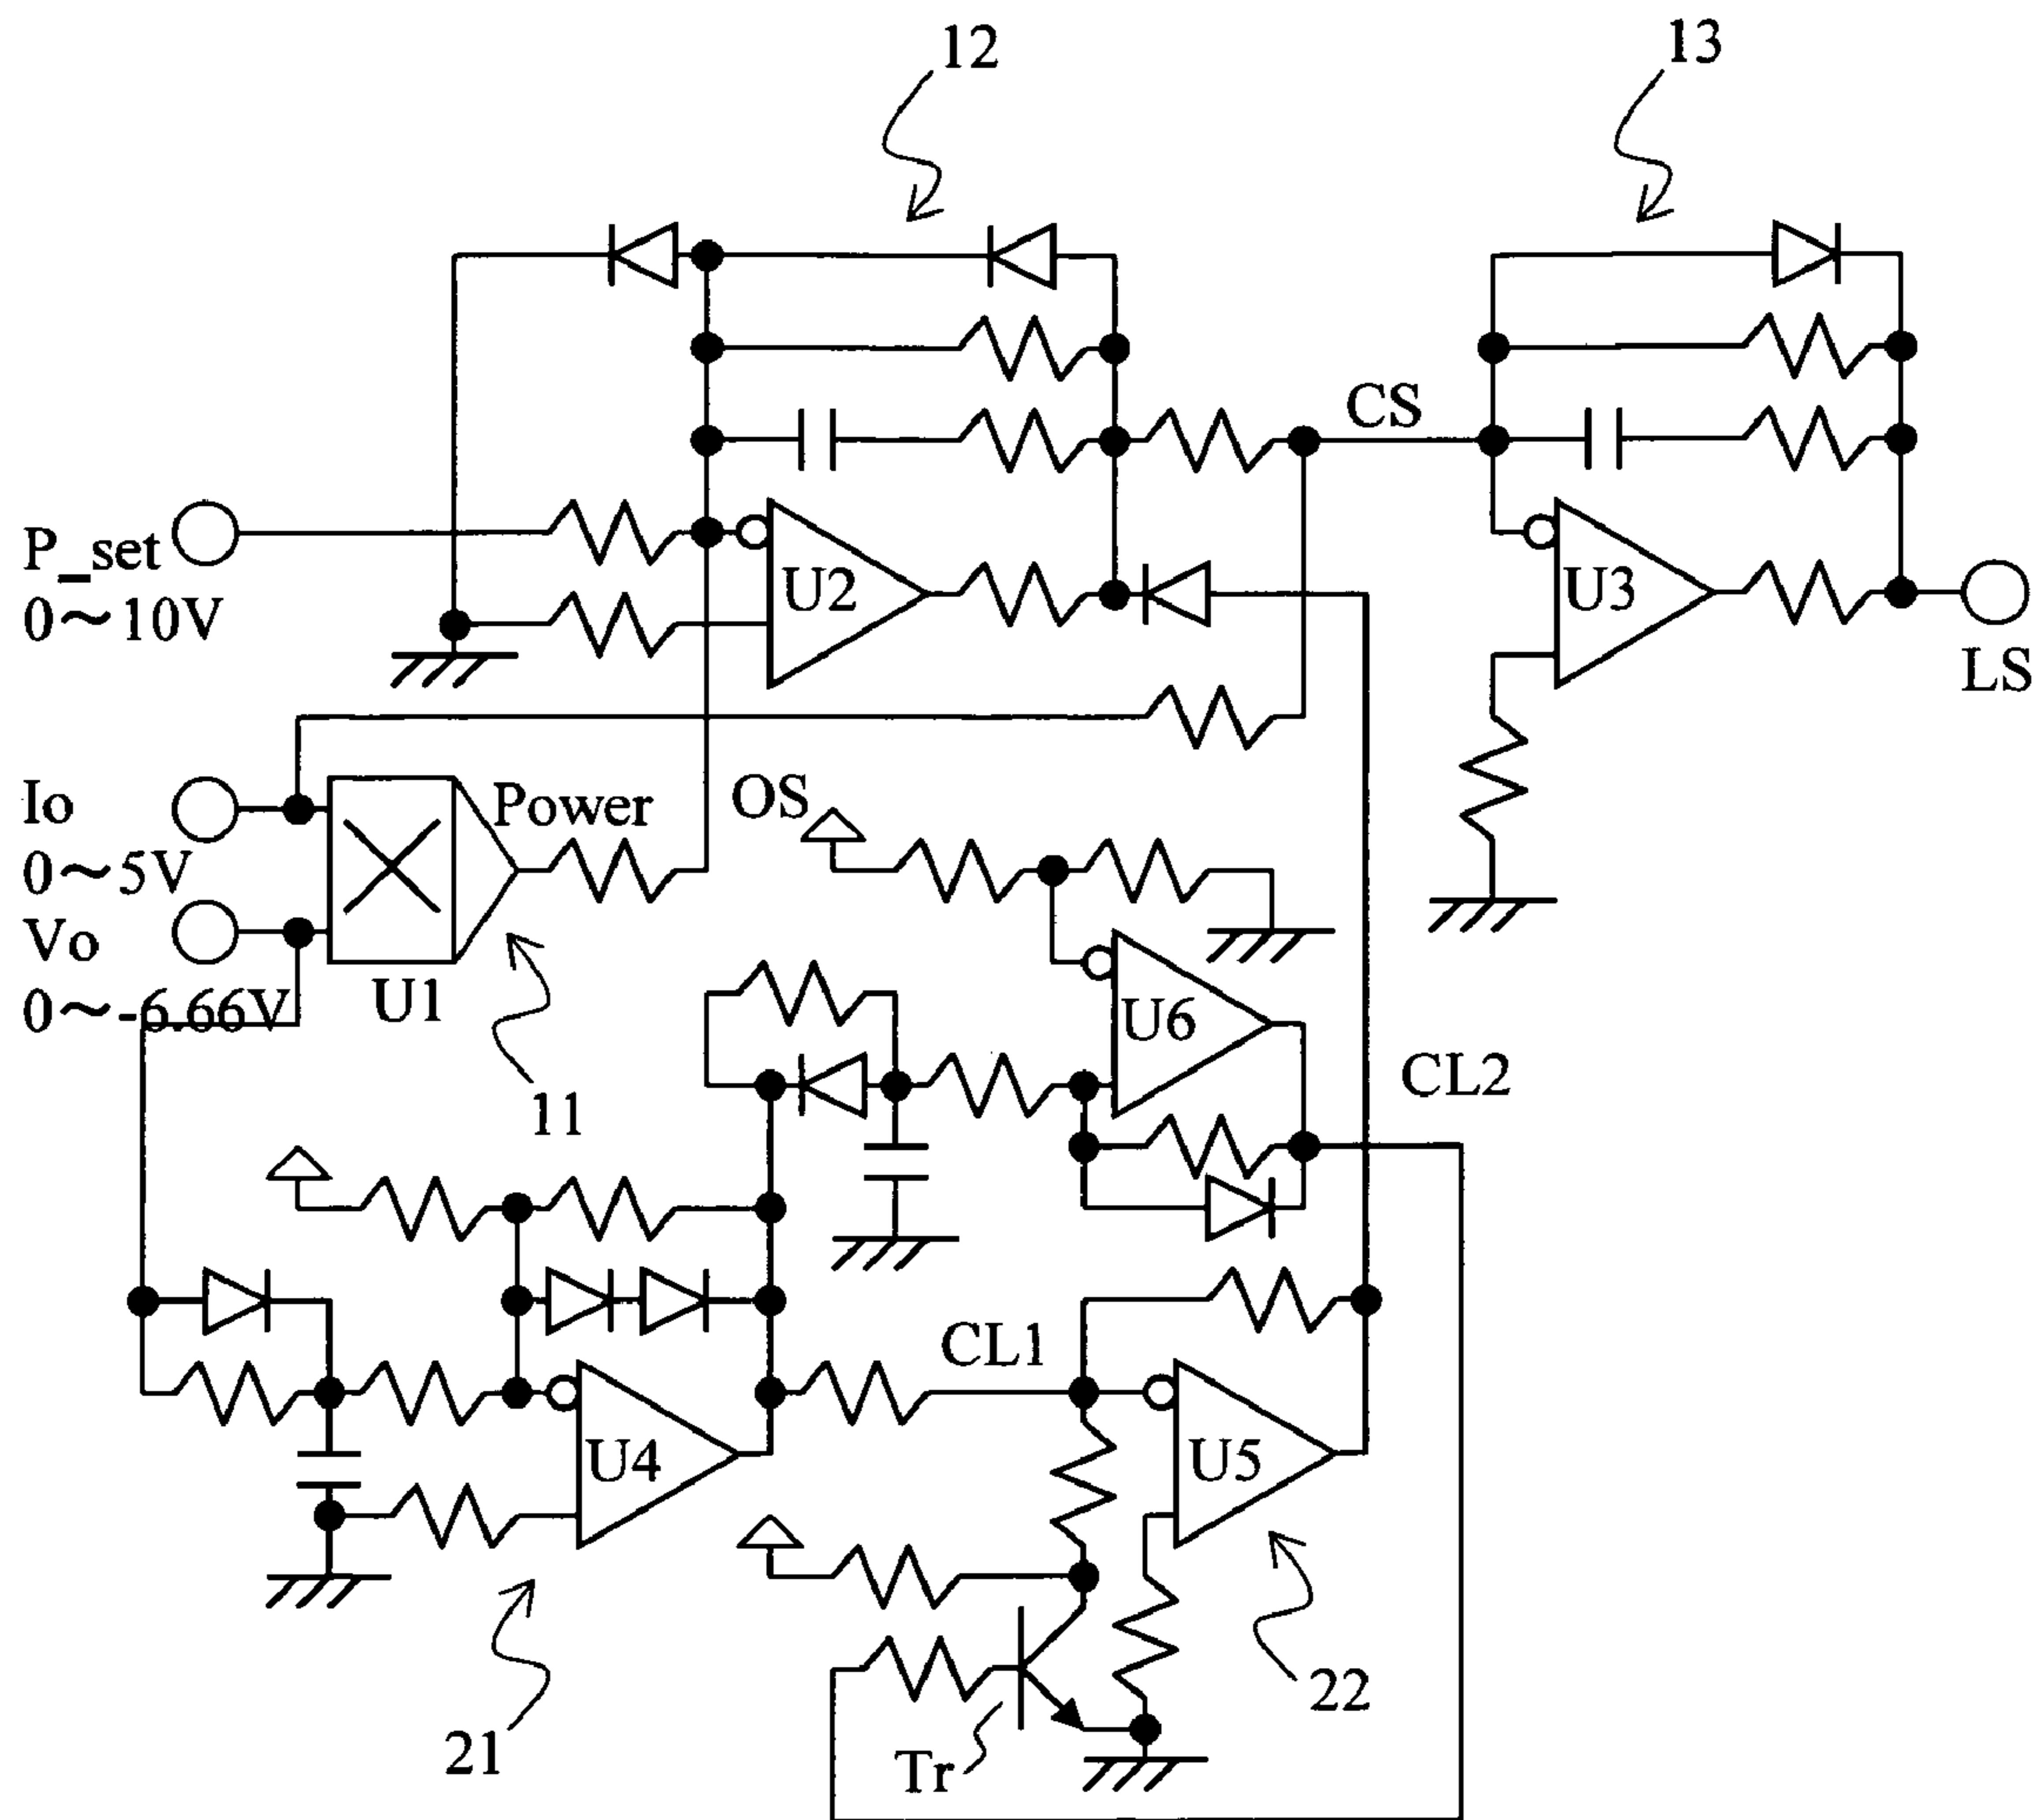 12
13
CS
P_set
0~10V
U2
U3
LS
Io
0~5V
Power
OS
Vo
0~-6.66V
U1
U6
CL2
11
CL1
U4
U5
22
21
Tr